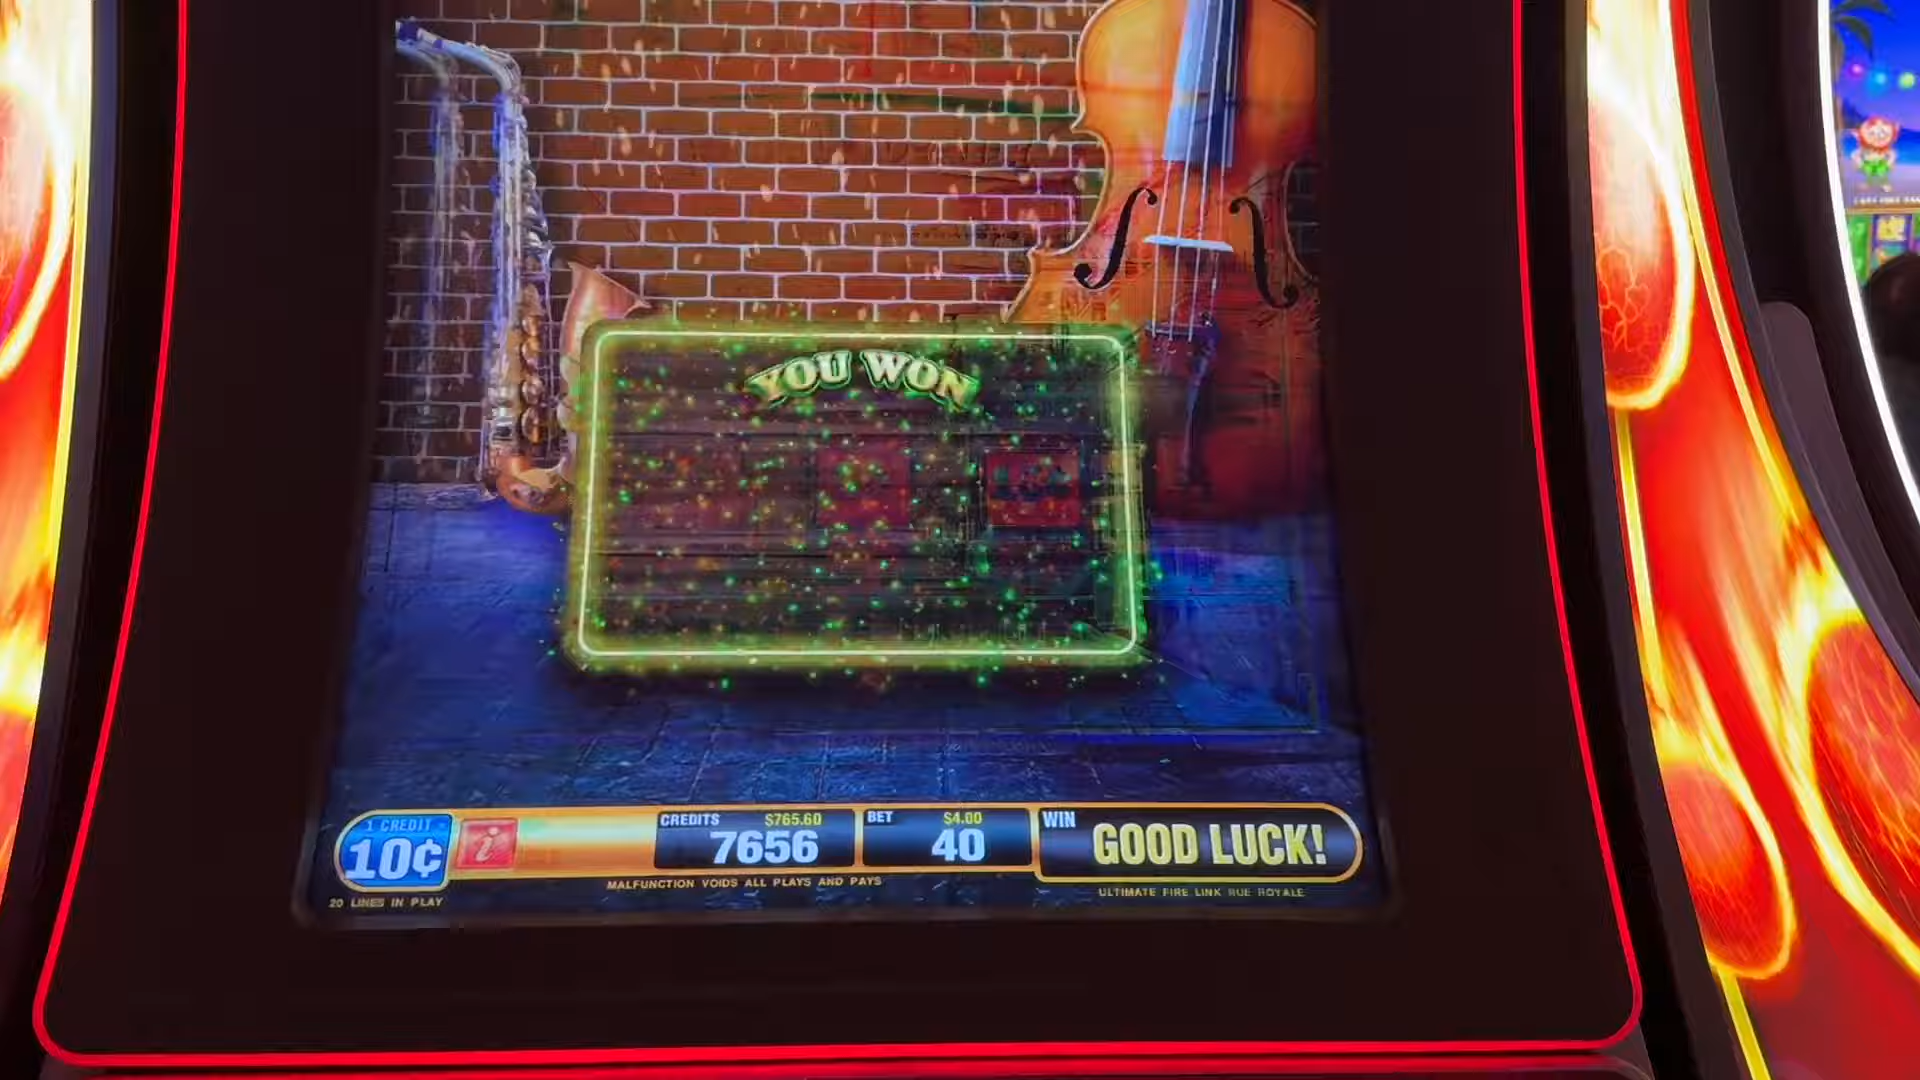 YOU WON
1 CREDIT =
10¢
i
CREDITS $765.60
7656
BET $4.00
40
WIN
GOOD LUCK!
MALFUNCTION VOIDS ALL PLAYS AND PAYS
ULTIMATE FIRE LINK RUE ROYALE
20 LINES IN PLAY